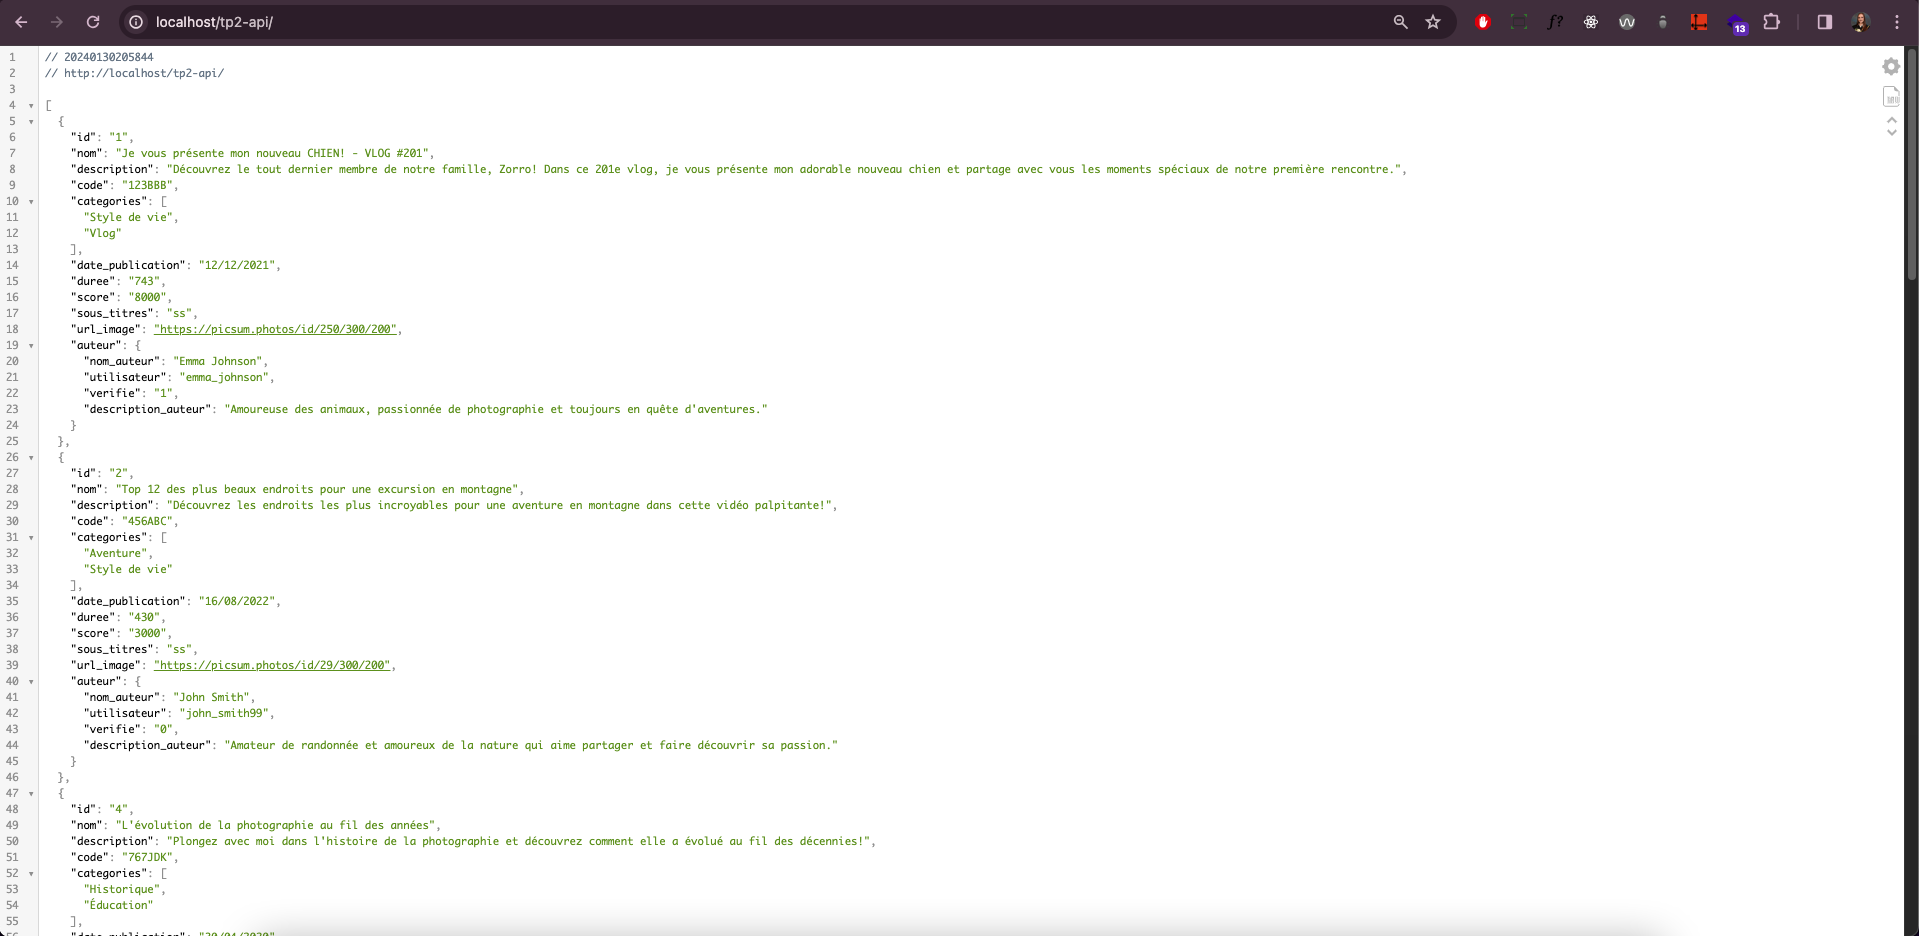 localhost/tp2-api/
13
1 // 20240130205844
2 // http://localhost/tp2-api/
3
4 [
5 {
6 "id": "1",
7 "nom": "Je vous présente mon nouveau CHIEN! - VLOG #201",
8 "description": "Découvrez le tout dernier membre de notre famille, Zorro! Dans ce 201e vlog, je vous présente mon adorable nouveau chien et partage avec vous les moments spéciaux de notre première rencontre.",
9 "code": "123BBB",
10 "categories": [
11 "Style de vie",
12 "Vlog"
13 ],
14 "date_publication": "12/12/2021",
15 "duree": "743",
16 "score": "8000",
17 "sous_titres": "ss",
18 "url_image": "https://picsum.photos/id/250/300/200",
19 "auteur": {
20 "nom_auteur": "Emma Johnson",
21 "utilisateur": "emma_johnson",
22 "verifie": "1",
23 "description_auteur": "Amoureuse des animaux, passionnée de photographie et toujours en quête d'aventures."
24 }
25 },
26 {
27 "id": "2",
28 "nom": "Top 12 des plus beaux endroits pour une excursion en montagne",
29 "description": "Découvrez les endroits les plus incroyables pour une aventure en montagne dans cette vidéo palpitante!",
30 "code": "456ABC",
31 "categories": [
32 "Aventure",
33 "Style de vie"
34 ],
35 "date_publication": "16/08/2022",
36 "duree": "430",
37 "score": "3000",
38 "sous_titres": "ss",
39 "url_image": "https://picsum.photos/id/29/300/200",
40 "auteur": {
41 "nom_auteur": "John Smith",
42 "utilisateur": "john_smith99",
43 "verifie": "0",
44 "description_auteur": "Amateur de randonnée et amoureux de la nature qui aime partager et faire découvrir sa passion."
45 }
46 },
47 {
48 "id": "4",
49 "nom": "L'évolution de la photographie au fil des années",
50 "description": "Plongez avec moi dans l'histoire de la photographie et découvrez comment elle a évolué au fil des décennies!",
51 "code": "767JDK",
52 "categories": [
53 "Historique",
54 "Éducation"
55 ],